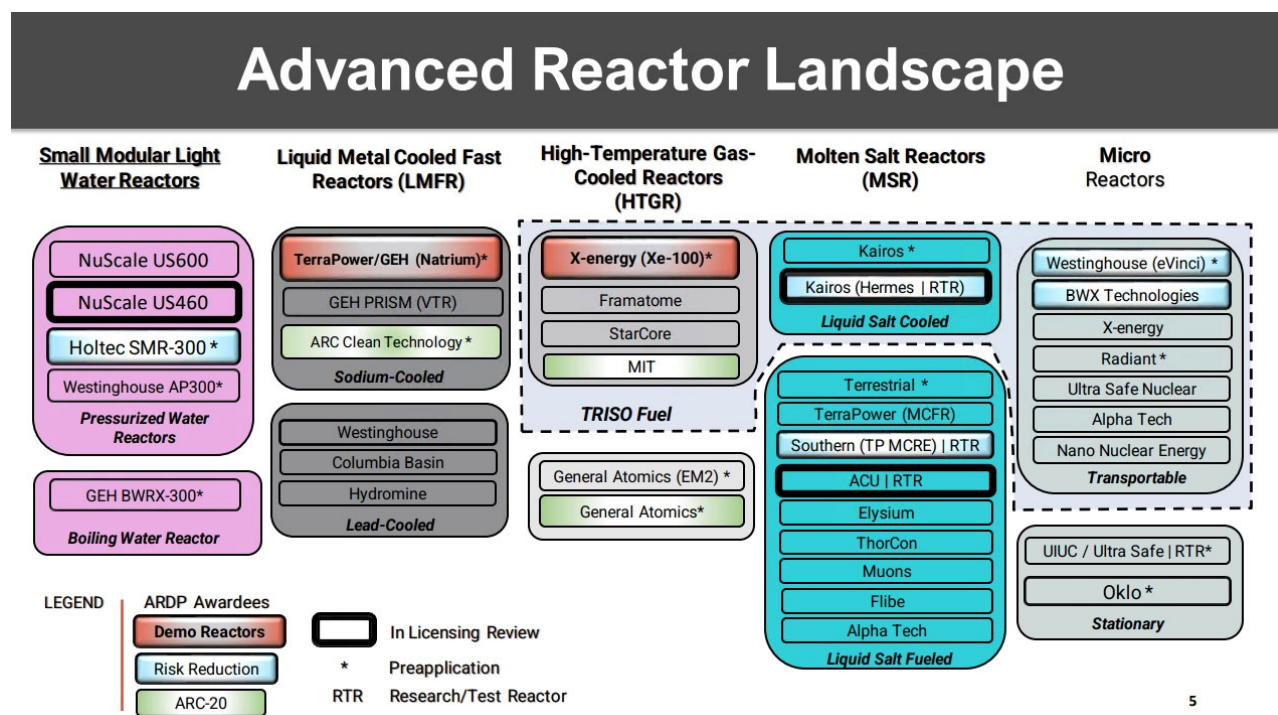 Advanced Reactor Landscape
Small Modular Light
Water Reactors
NuScale US600
NuScale US460
Holtec SMR-300 *
Westinghouse AP300*
Pressurized Water
Reactors
GEH BWRX-300*
Boiling Water Reactor
Liquid Metal Cooled Fast
Reactors (LMFR)
TerraPower/GEH (Natrium)*
GEH PRISM (VTR)
ARC Clean Technology *
Sodium-Cooled
Westinghouse
Columbia Basin
Hydromine
Lead-Cooled
High-Temperature Gas-
Cooled Reactors
(HTGR)
X-energy (Xe-100)*
Framatome
StarCore
MIT
TRISO Fuel
General Atomics (EM2) *
General Atomics*
Molten Salt Reactors
(MSR)
Kairos *
Kairos (Hermes | RTR)
Liquid Salt Cooled
Terrestrial *
TerraPower (MCFR)
Southern (TP MCRE) | RTR
ACU | RTR
Elysium
ThorCon
Muons
Flibe
Alpha Tech
Liquid Salt Fueled
Micro
Reactors
Westinghouse (eVinci) *
BWX Technologies
X-energy
Radiant *
Ultra Safe Nuclear
Alpha Tech
Nano Nuclear Energy
Transportable
UIUC / Ultra Safe | RTR*
Oklo *
Stationary
LEGEND
ARDP Awardees
Demo Reactors
Risk Reduction
ARC-20
In Licensing Review
* Preapplication
RTR Research/Test Reactor
5